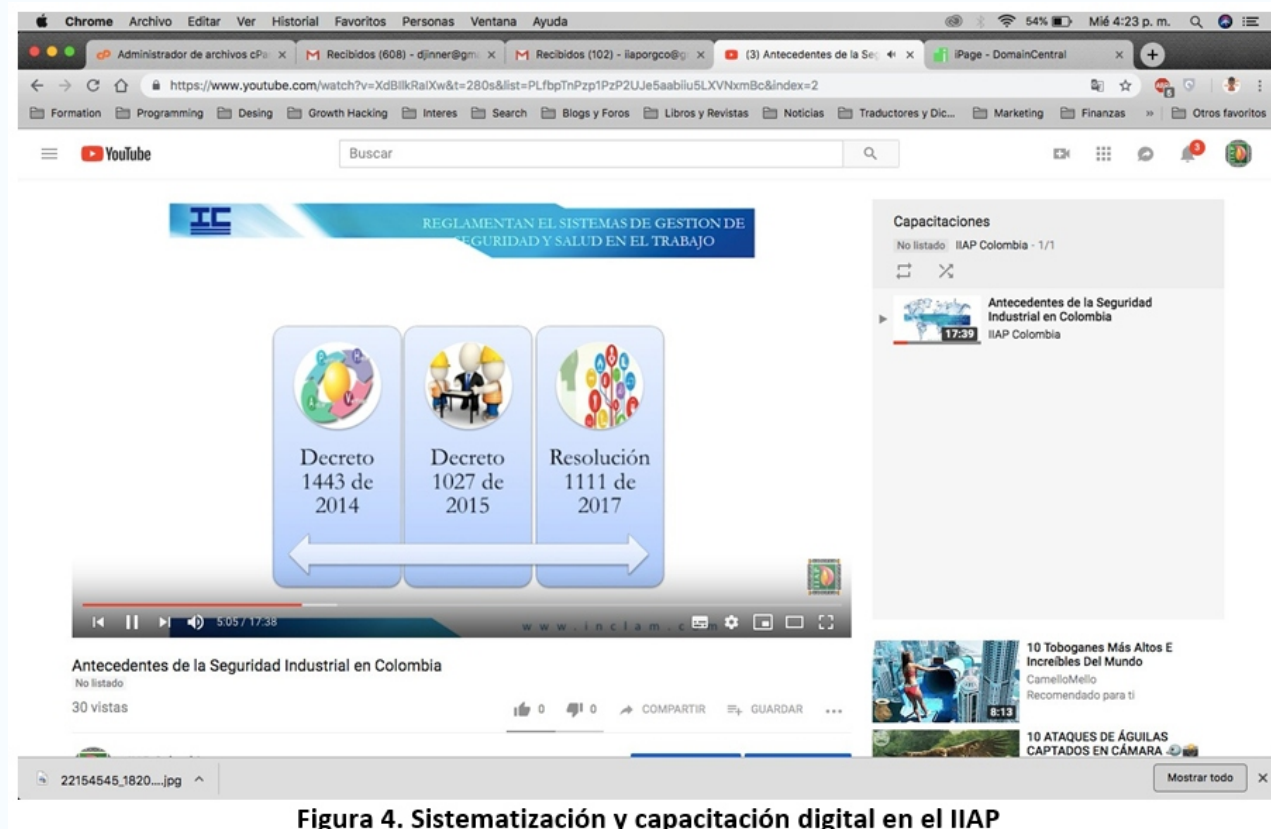 Chrome Archivo Editar Ver Historial Favoritos Personas Ventana Ayuda 54% Mié 4:23 p. m.
Administrador de archivos cPa Recibidos (608) - djinner@gm Recibidos (102) - iiaporgco@g (3) Antecedentes de la Seg iPage - DomainCentral
https://www.youtube.com/watch?v=XdBIlkRaIXw&t=280s&list=PLfbpTnPzp1PzP2UJe5aabiiu5LXVNxmBc&index=2
Formation Programming Desing Growth Hacking Interes Search Blogs y Foros Libros y Revistas Noticias Traductores y Dic... Marketing Finanzas » Otros favoritos
YouTube Buscar 3
IC
REGLAMENTAN EL SISTEMAS DE GESTION DE
SEGURIDAD Y SALUD EN EL TRABAJO
Decreto
1443 de
2014
Decreto
1027 de
2015
Resolución
1111 de
2017
5:05 / 17:38
www.inclam.com
Capacitaciones
No listado IIAP Colombia - 1/1
Antecedentes de la Seguridad
Industrial en Colombia
IIAP Colombia
17:39
Antecedentes de la Seguridad Industrial en Colombia
No listado
30 vistas
0 0 COMPARTIR GUARDAR ...
10 Toboganes Más Altos E
Increíbles Del Mundo
CamelloMello
Recomendado para ti
8:13
10 ATAQUES DE ÁGUILAS
CAPTADOS EN CÁMARA
22154545_1820....jpg Mostrar todo
Figura 4. Sistematización y capacitación digital en el IIAP